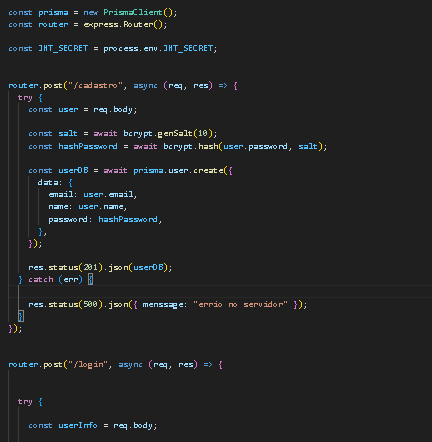 const prisma = new PrismaClient();
const router = express.Router();
const JWT_SECRET = process.env.JWT_SECRET;
router.post("/cadastro", async (req, res) => {
try {
const user = req.body;
const salt = await bcrypt.genSalt(10);
const hashPassword = await bcrypt.hash(user.password, salt);
const userDB = await prisma.user.create({
data: {
email: user.email,
name: user.name,
password: hashPassword,
},
});
res.status(201).json(userDB);
} catch (err) {
res.status(500).json({ menssage: "errio no servidor" });
}
});
router.post("/login", async (req, res) => {
try {
const userInfo = req.body;